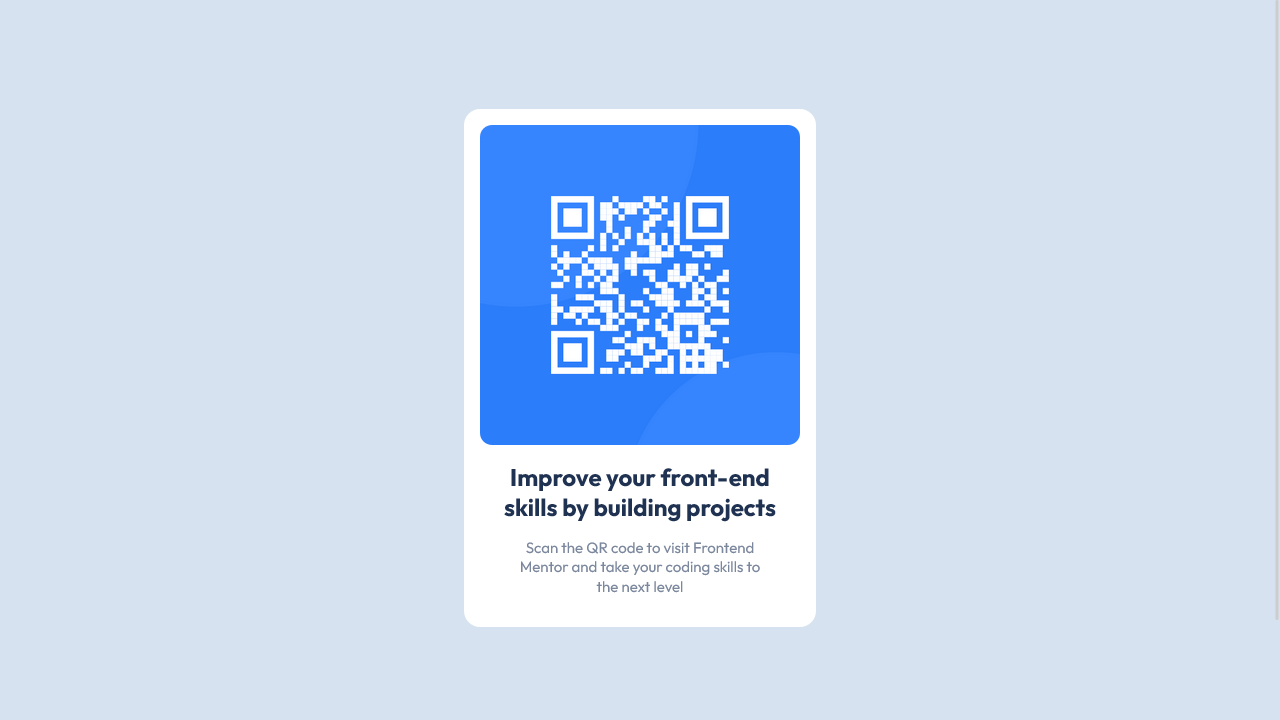 Improve your front-end
skills by building projects
Scan the QR code to visit Frontend
Mentor and take your coding skills to
the next level